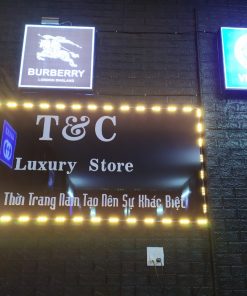 BURBERRY
LONDON ENGLAND
T&C
Luxury Store
Thời Trang Nam Tạo Nên Sự Khác Biệt